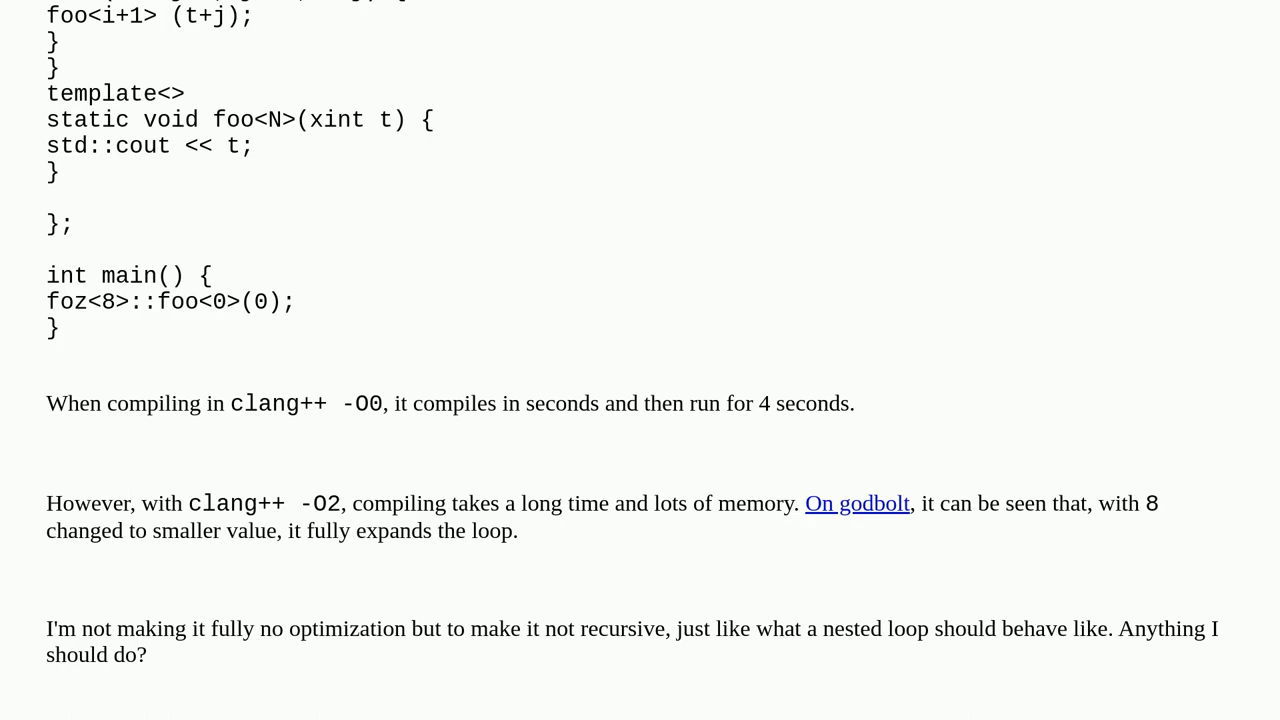 foo<i+1> (t+j);
}
}
template<>
static void foo<N>(xint t) {
std::cout << t;
}
};
int main() {
foz<8>::foo<0>(0);
}
When compiling in clang++ -O0, it compiles in seconds and then run for 4 seconds.
However, with clang++ -O2, compiling takes a long time and lots of memory. On godbolt, it can be seen that, with 8
changed to smaller value, it fully expands the loop.
I'm not making it fully no optimization but to make it not recursive, just like what a nested loop should behave like. Anything I
should do?